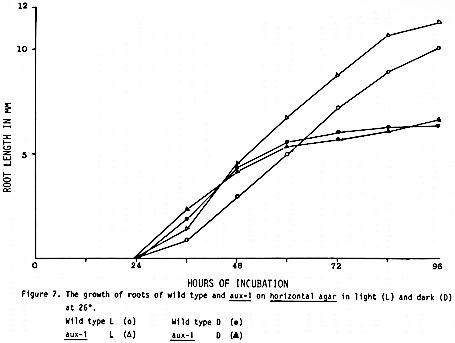 12
10
5
ROOT LENGTH IN MM
0 24 48 60 72 96
HOURS OF INCUBATION
Figure 7. The growth of roots of wild type and aux-1 on horizontal agar in light (L) and dark (D)
at 26°.
Wild type L (o) Wild type D (●)
aux-1 L (△) aux-1 D (▲)